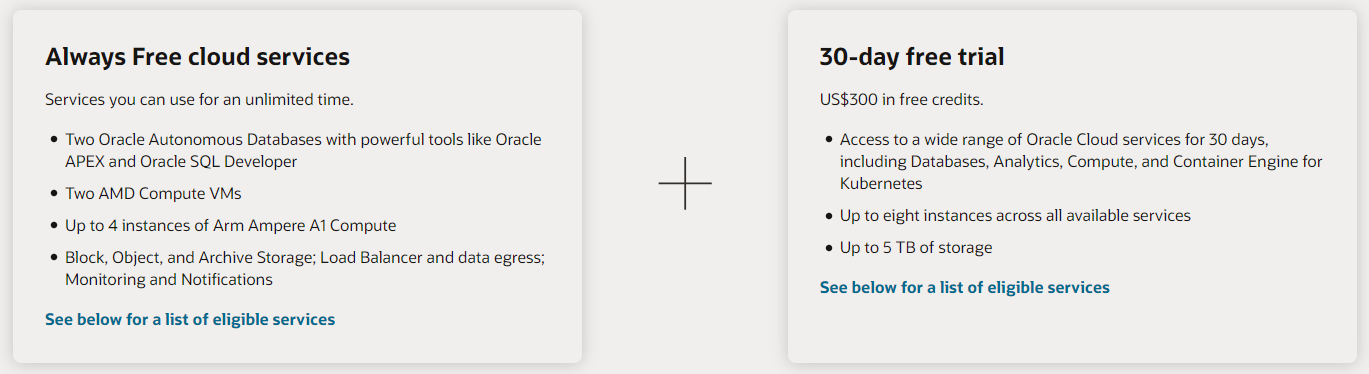 Always Free cloud services
Services you can use for an unlimited time.
• Two Oracle Autonomous Databases with powerful tools like Oracle
APEX and Oracle SQL Developer
• Two AMD Compute VMs
• Up to 4 instances of Arm Ampere A1 Compute
• Block, Object, and Archive Storage; Load Balancer and data egress;
Monitoring and Notifications
See below for a list of eligible services
+
30-day free trial
US$300 in free credits.
• Access to a wide range of Oracle Cloud services for 30 days,
including Databases, Analytics, Compute, and Container Engine for
Kubernetes
• Up to eight instances across all available services
• Up to 5 TB of storage
See below for a list of eligible services